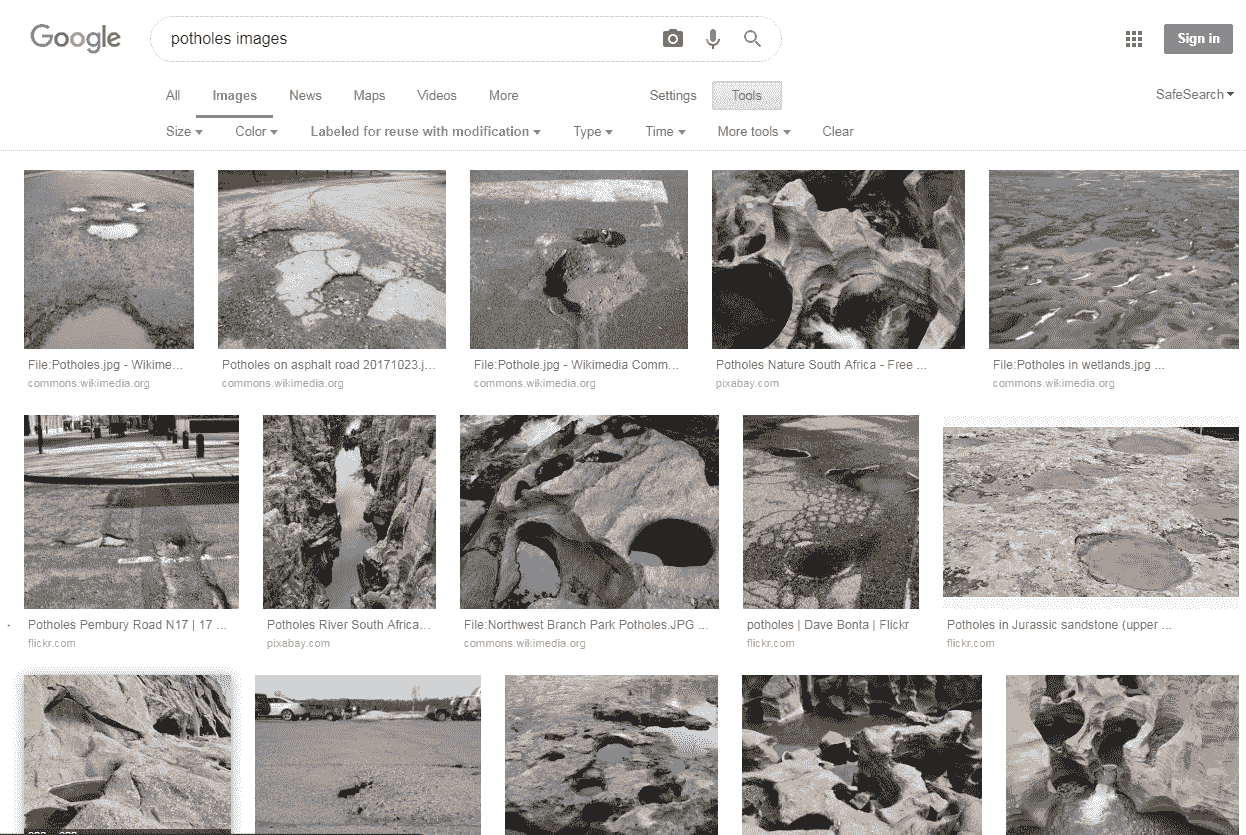 Google
potholes images
Sign in
All Images News Maps Videos More Settings Tools
SafeSearch
Size Color Labeled for reuse with modification Type Time More tools Clear
File:Potholes.jpg - Wikime... Potholes on asphalt road 20171023.j... File:Pothole.jpg - Wikimedia Comm... Potholes Nature South Africa - Free ... File:Potholes in wetlands.jpg ...
commons.wikimedia.org commons.wikimedia.org commons.wikimedia.org pixabay.com commons.wikimedia.org
Potholes Pembury Road N17 | 17 ... Potholes River South Africa... File:Northwest Branch Park Potholes.JPG ... potholes | Dave Bonta | Flickr Potholes in Jurassic sandstone (upper ...
flickr.com pixabay.com commons.wikimedia.org flickr.com flickr.com